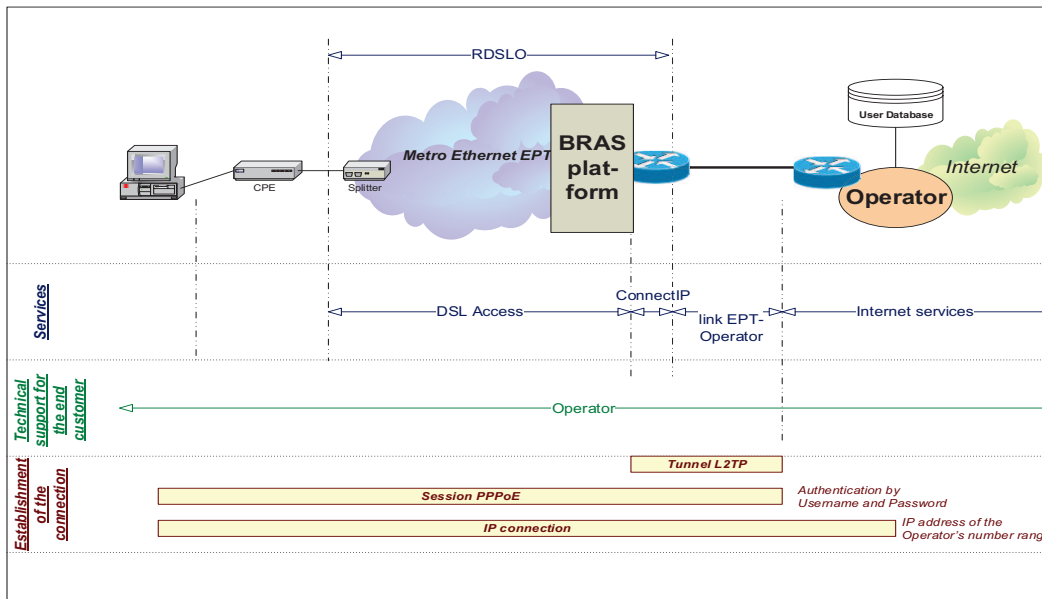 RDSLO
User Database
Metro Ethernet EPT
BRAS
plat-
form
CPE
Splitter
Operator
Internet
Services
DSL Access
ConnectIP
link EPT-
Operator
Internet services
Technical
support for
the end
customer
Operator
Establishment
of the
connection
Tunnel L2TP
Session PPPoE
Authentication by
Username and Password
IP connection
IP address of the
Operator's number rang